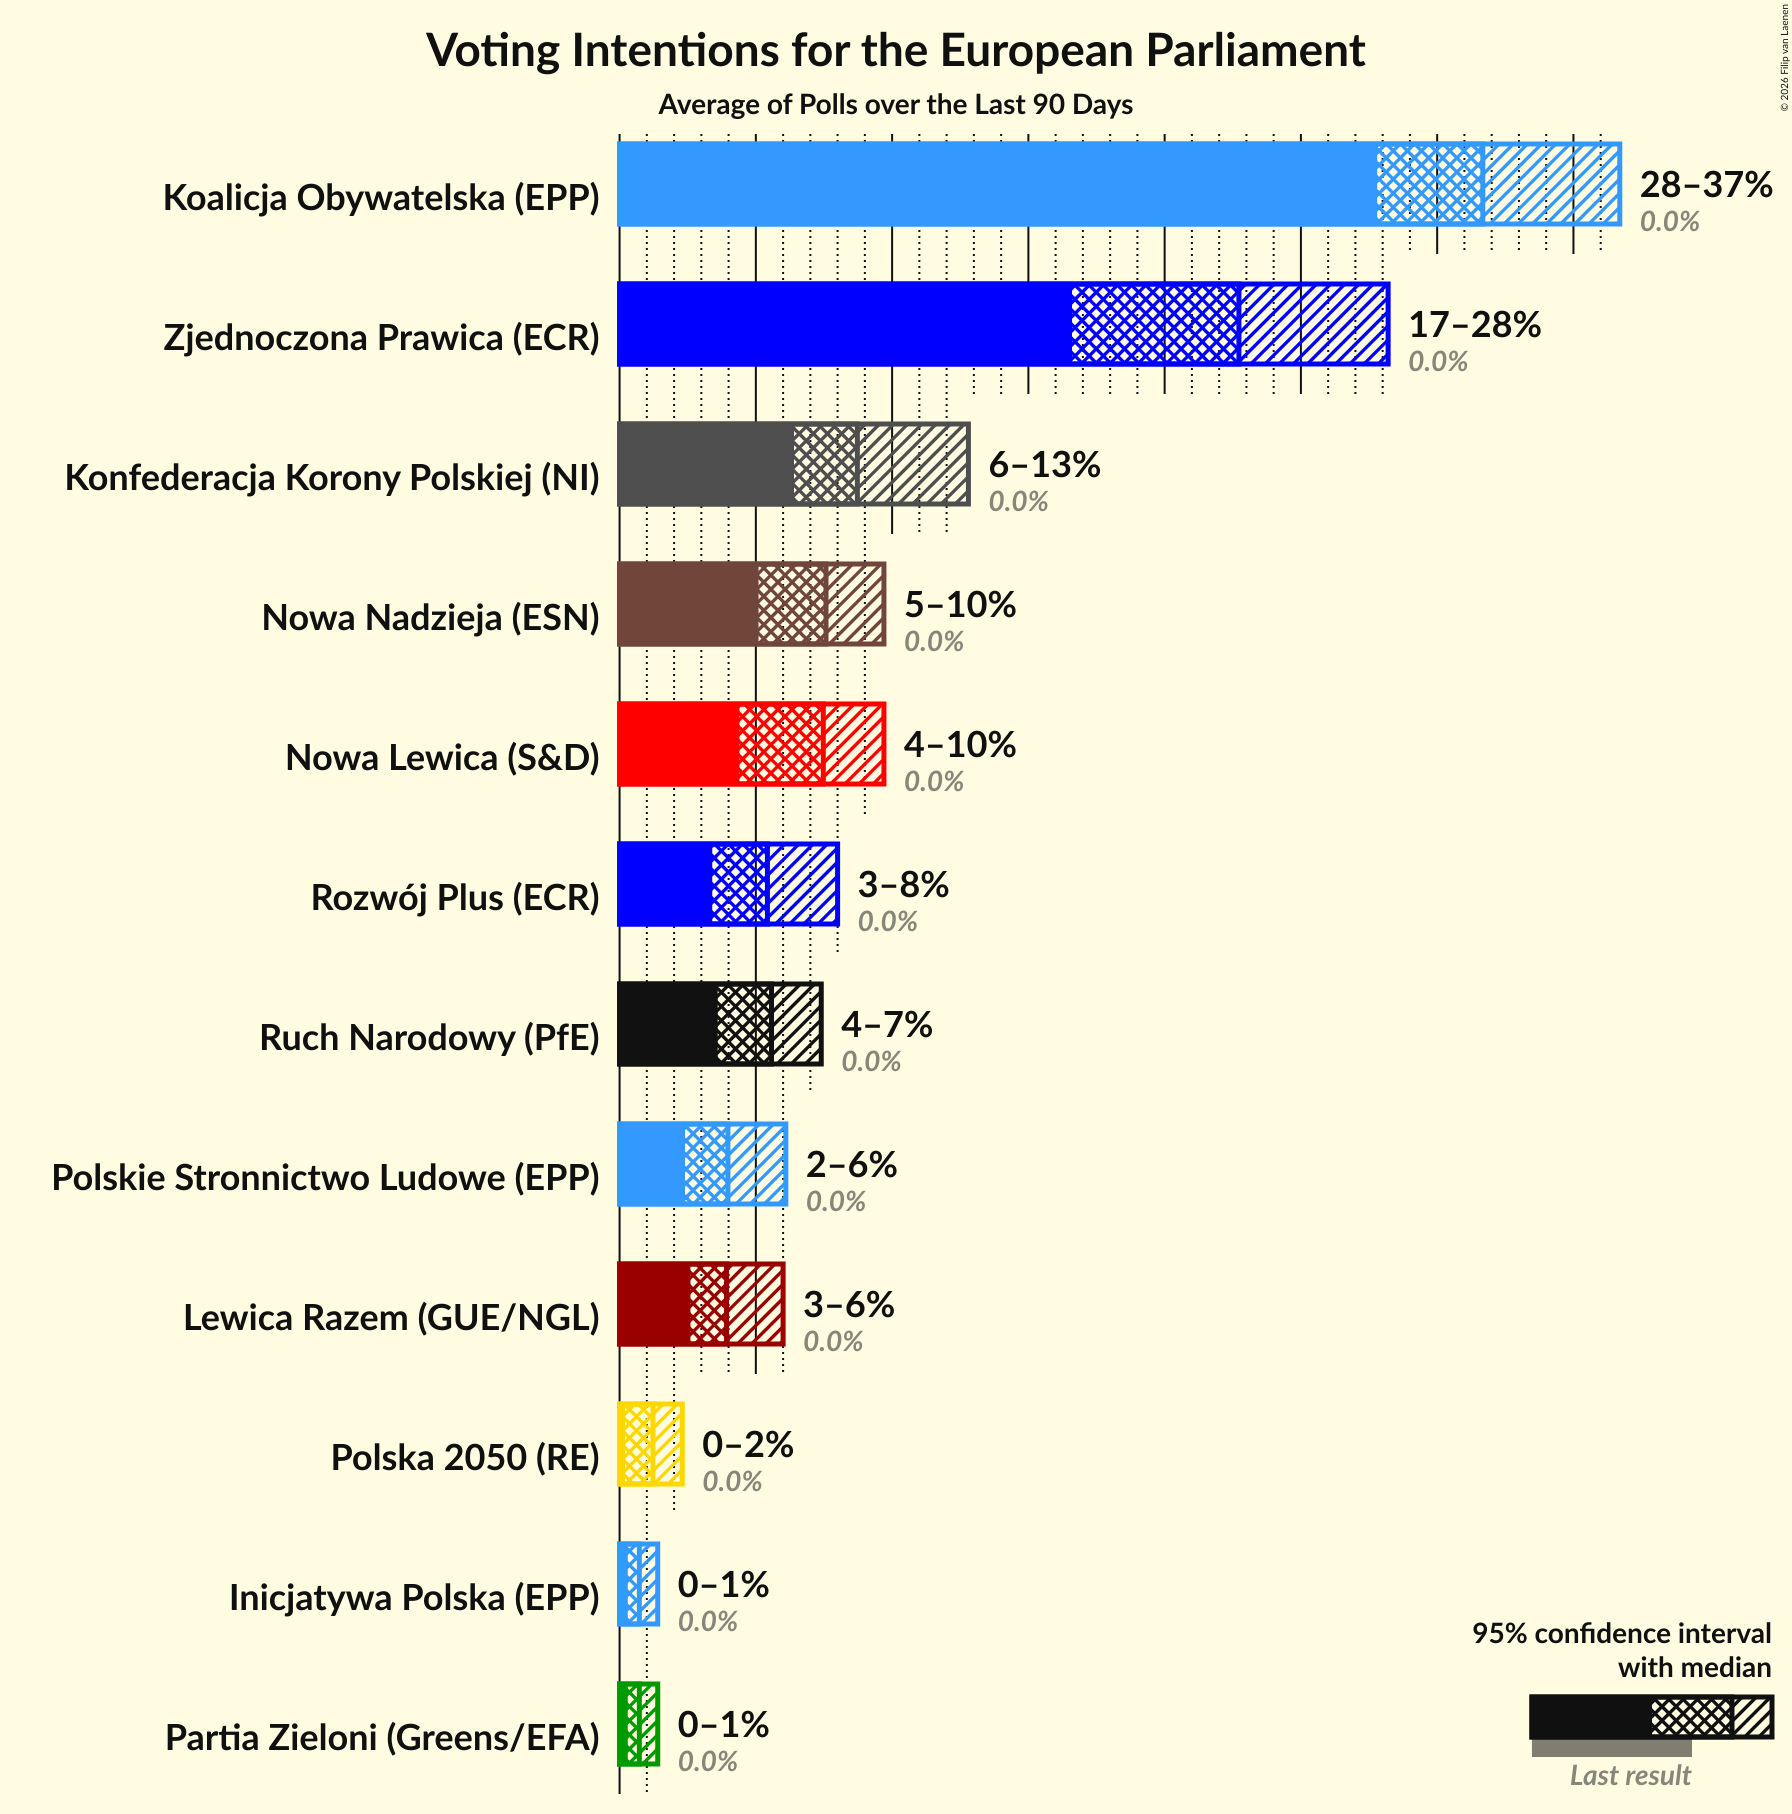 Voting Intentions for the European Parliament
Average of Polls over the Last 90 Days
© 2026 Filip van Laenen
Koalicja Obywatelska (EPP)
28–37%
0.0%
Zjednoczona Prawica (ECR)
17–28%
0.0%
Konfederacja Korony Polskiej (NI)
6–13%
0.0%
Nowa Nadzieja (ESN)
5–10%
0.0%
Nowa Lewica (S&D)
4–10%
0.0%
Rozwój Plus (ECR)
3–8%
0.0%
Ruch Narodowy (PfE)
4–7%
0.0%
Polskie Stronnictwo Ludowe (EPP)
2–6%
0.0%
Lewica Razem (GUE/NGL)
3–6%
0.0%
Polska 2050 (RE)
0–2%
0.0%
Inicjatywa Polska (EPP)
0–1%
0.0%
Partia Zieloni (Greens/EFA)
0–1%
0.0%
95% confidence interval
with median
Last result